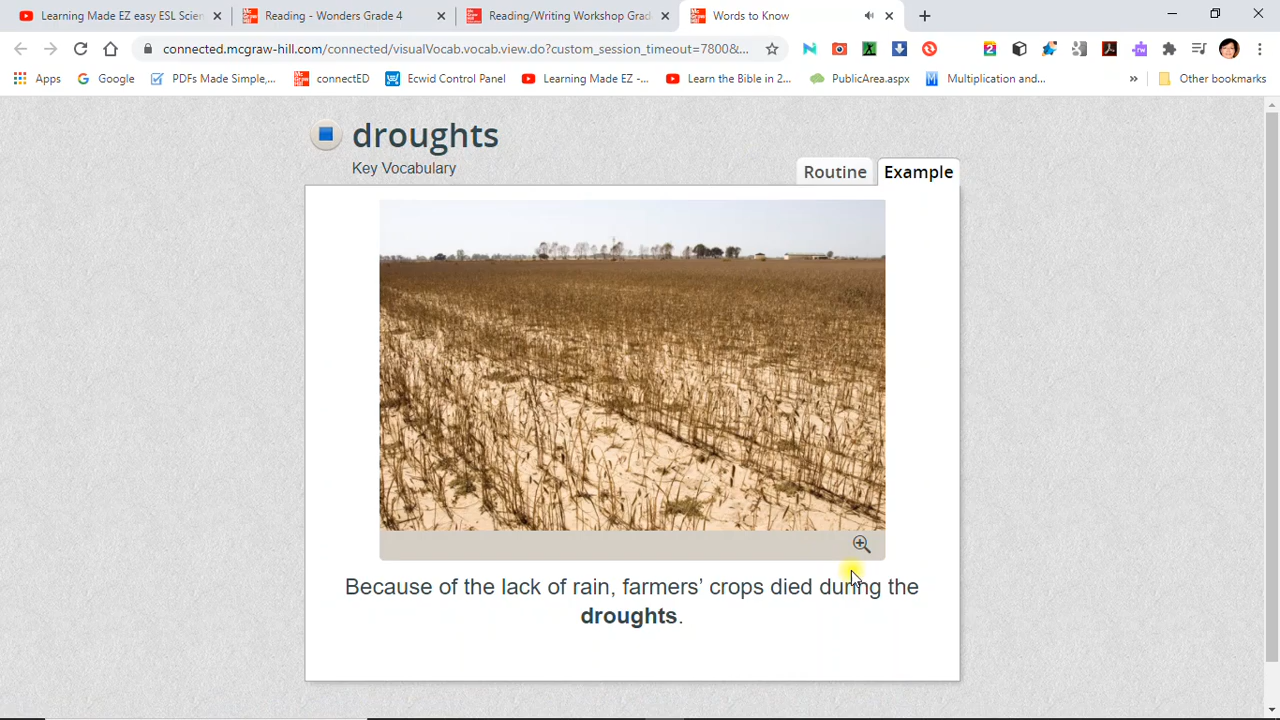 Learning Made EZ easy ESL Scien
Reading - Wonders Grade 4
Reading/Writing Workshop Grad
Words to Know
connected.mcgraw-hill.com/connected/visualVocab.vocab.view.do?custom_session_timeout=7800&...
Apps
Google
PDFs Made Simple,...
connectED
Ecwid Control Panel
Learning Made EZ -...
Learn the Bible in 2...
PublicArea.aspx
Multiplication and...
»
Other bookmarks
droughts
Key Vocabulary
Routine
Example
Because of the lack of rain, farmers’ crops died during the
droughts.